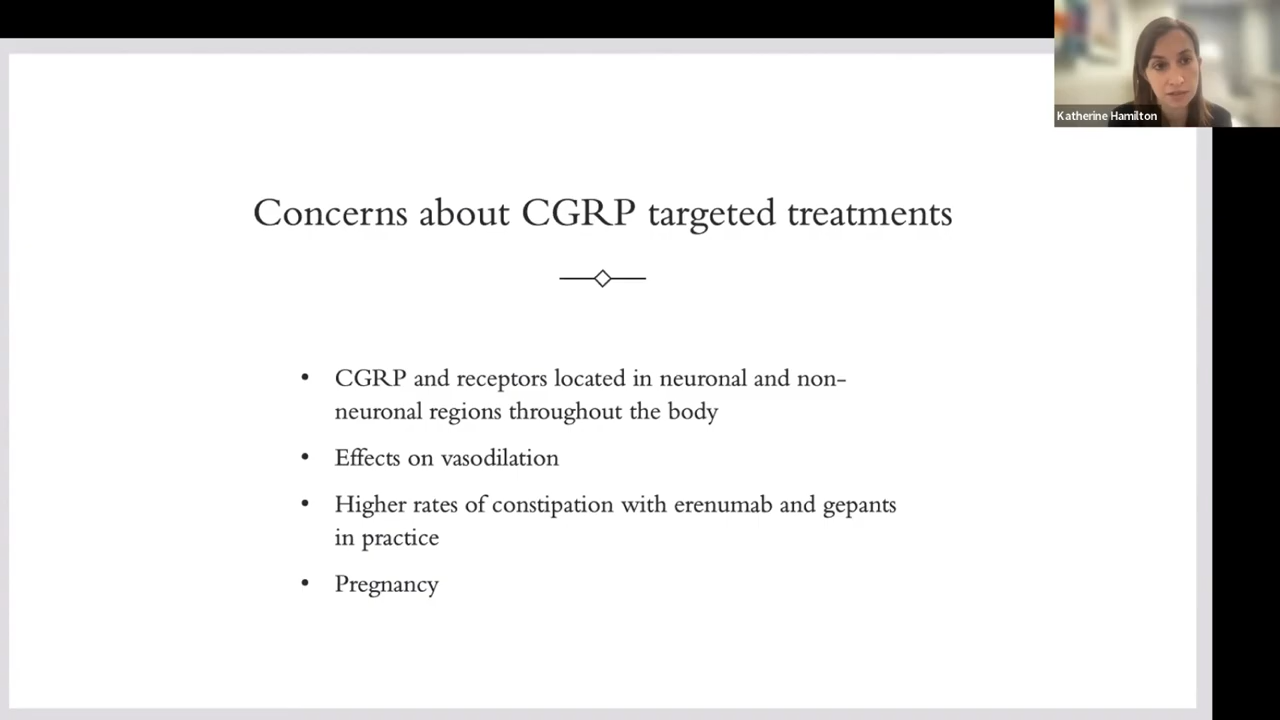 Katherine Hamilton
Concerns about CGRP targeted treatments
• CGRP and receptors located in neuronal and non-
neuronal regions throughout the body
• Effects on vasodilation
• Higher rates of constipation with erenumab and gepants
in practice
• Pregnancy